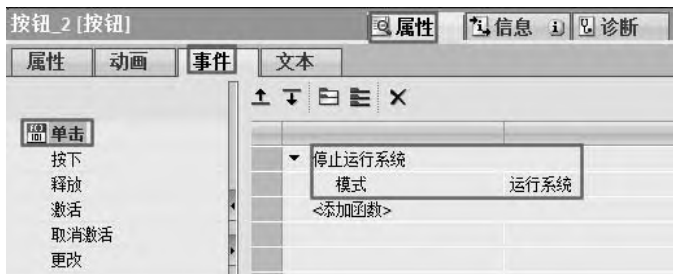 按钮_2 [按钮]
属性 信息 诊断
属性 动画 事件 文本
单击
按下
释放
激活
取消激活
更改
停止运行系统
模式 运行系统
<添加函数>